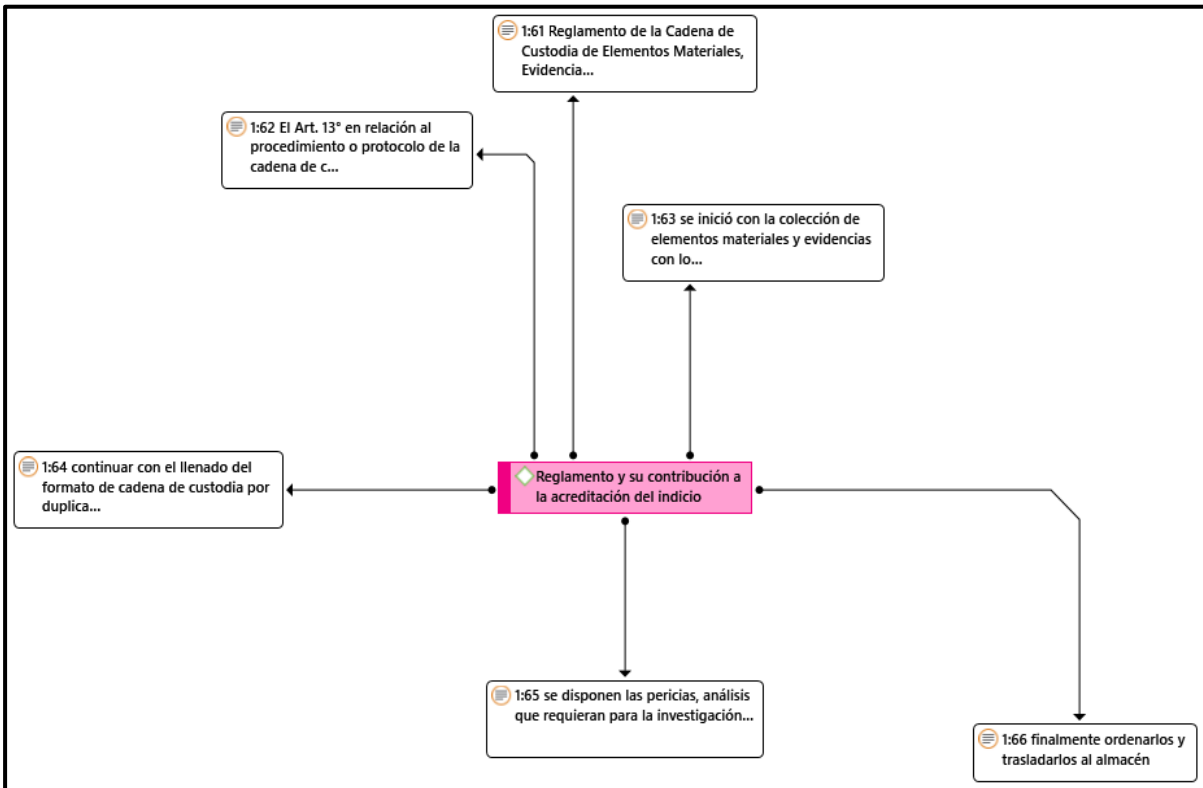 1:61 Reglamento de la Cadena de
Custodia de Elementos Materiales,
Evidencia...
1:62 El Art. 13° en relación al
procedimiento o protocolo de la
cadena de c...
1:63 se inició con la colección de
elementos materiales y evidencias
con lo...
1:64 continuar con el llenado del
formato de cadena de custodia por
duplica...
Reglamento y su contribución a
la acreditación del indicio
1:65 se disponen las pericias, análisis
que requieran para la investigación...
1:66 finalmente ordenarlos y
trasladarlos al almacén